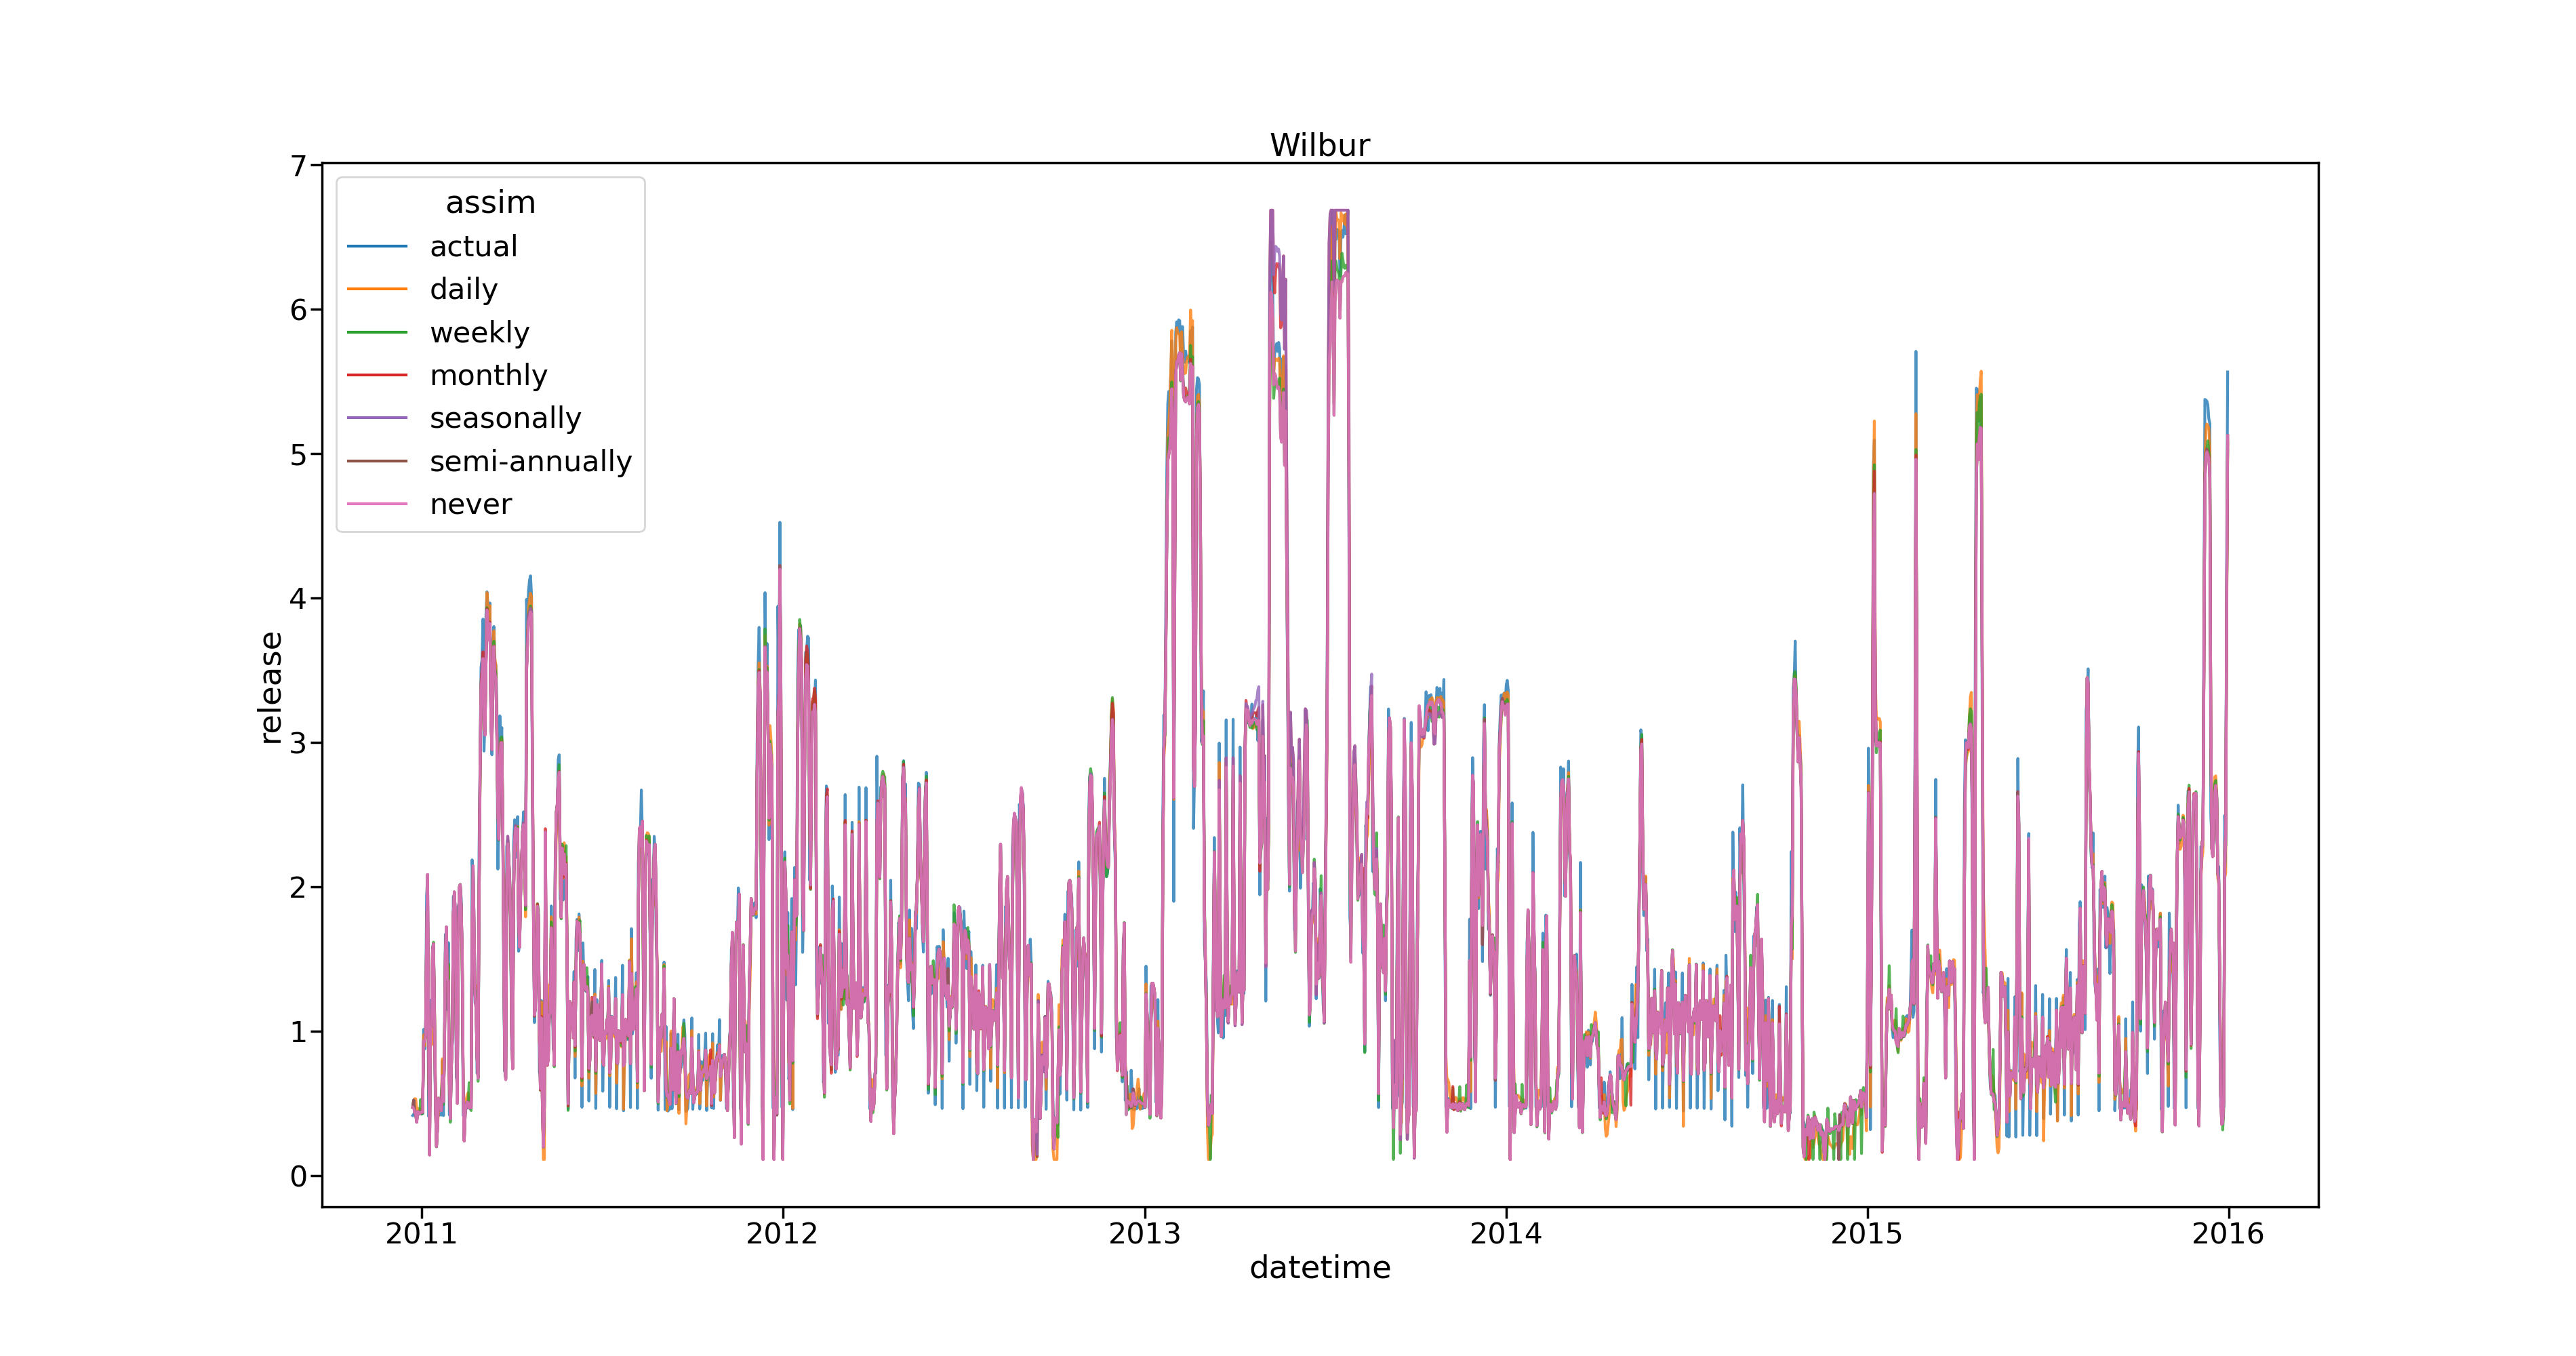 Wilbur
7
6
5
4
3
2
1
0
release
assim
actual
daily
weekly
monthly
seasonally
semi-annually
never
2011
2012
2013
2014
2015
2016
datetime